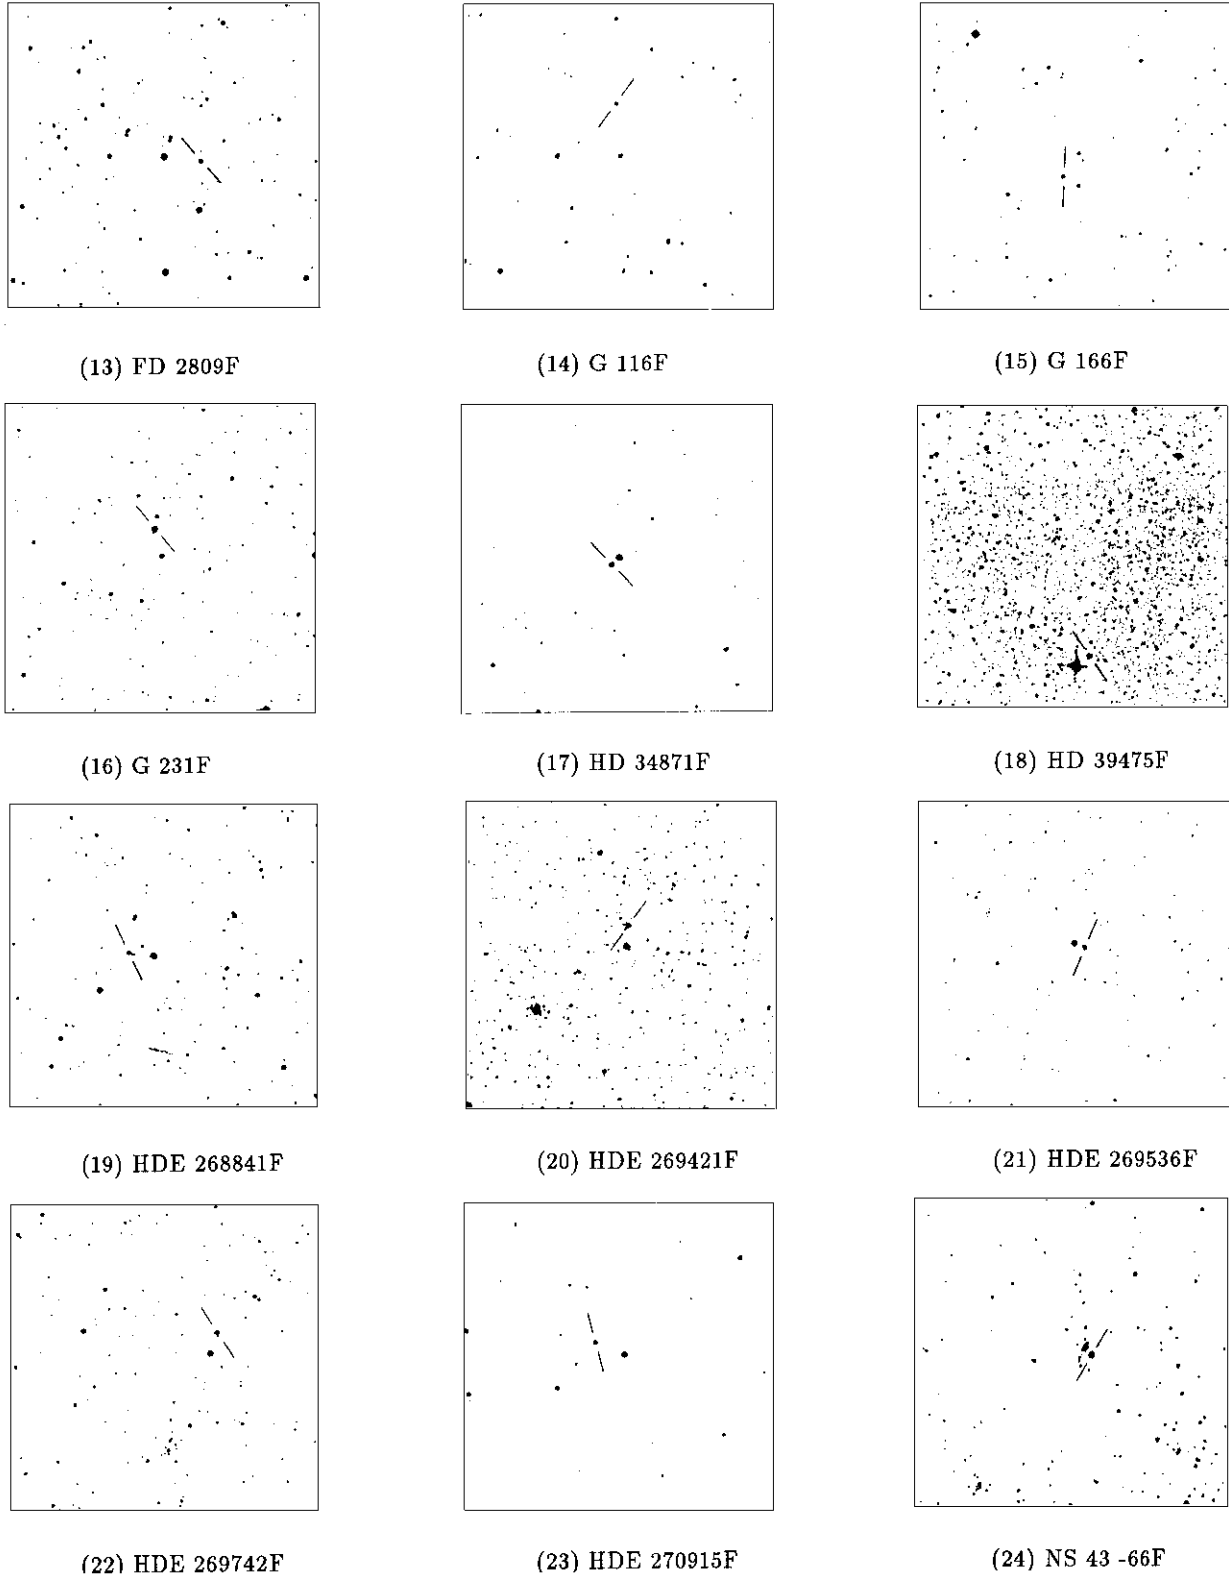 (13) FD 2809F
(14) G 116F
(15) G 166F
(16) G 231F
(17) HD 34871F
(18) HD 39475F
(19) HDE 268841F
(20) HDE 269421F
(21) HDE 269536F
(22) HDE 269742F
(23) HDE 270915F
(24) NS 43 -66F